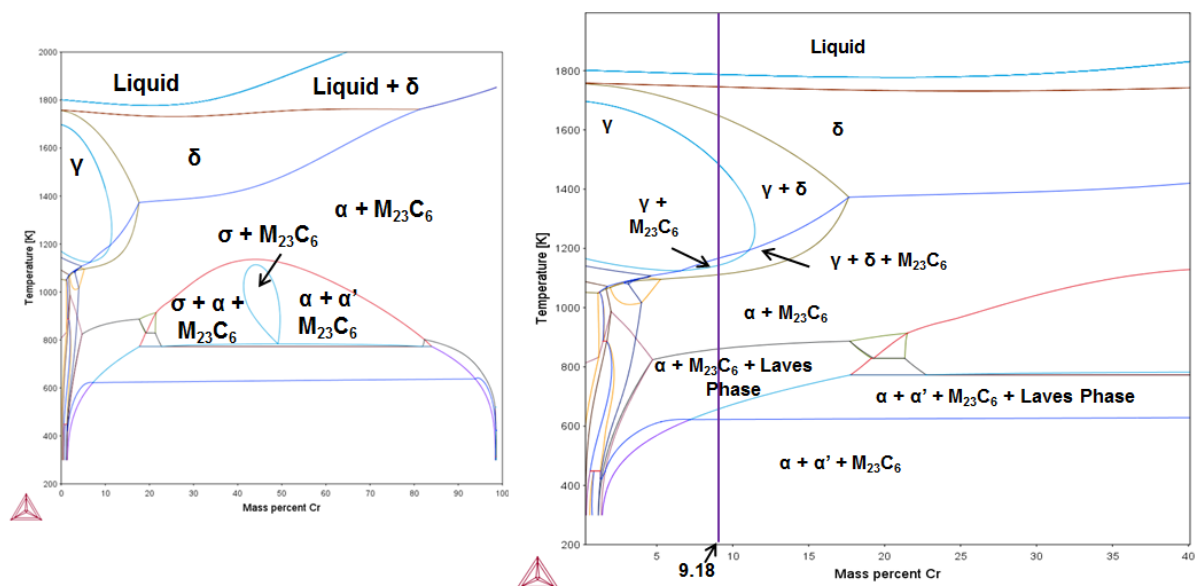 2000
1800
1600
1400
1200
1000
800
600
400
200
Temperature [K]
Liquid
Liquid + δ
γ
δ
α + M₂₃C₆
σ + M₂₃C₆
σ + α +
M₂₃C₆
α + α’
M₂₃C₆
0 10 20 30 40 50 60 70 80 90 100
Mass percent Cr
1800
1600
1400
1200
1000
800
600
400
200
Temperature [K]
Liquid
γ
δ
γ + δ
γ +
M₂₃C₆
γ + δ + M₂₃C₆
α + M₂₃C₆
α + M₂₃C₆ + Laves
Phase
α + α’ + M₂₃C₆ + Laves Phase
α + α’ + M₂₃C₆
5 10 15 20 25 30 35 40
9.18
Mass percent Cr